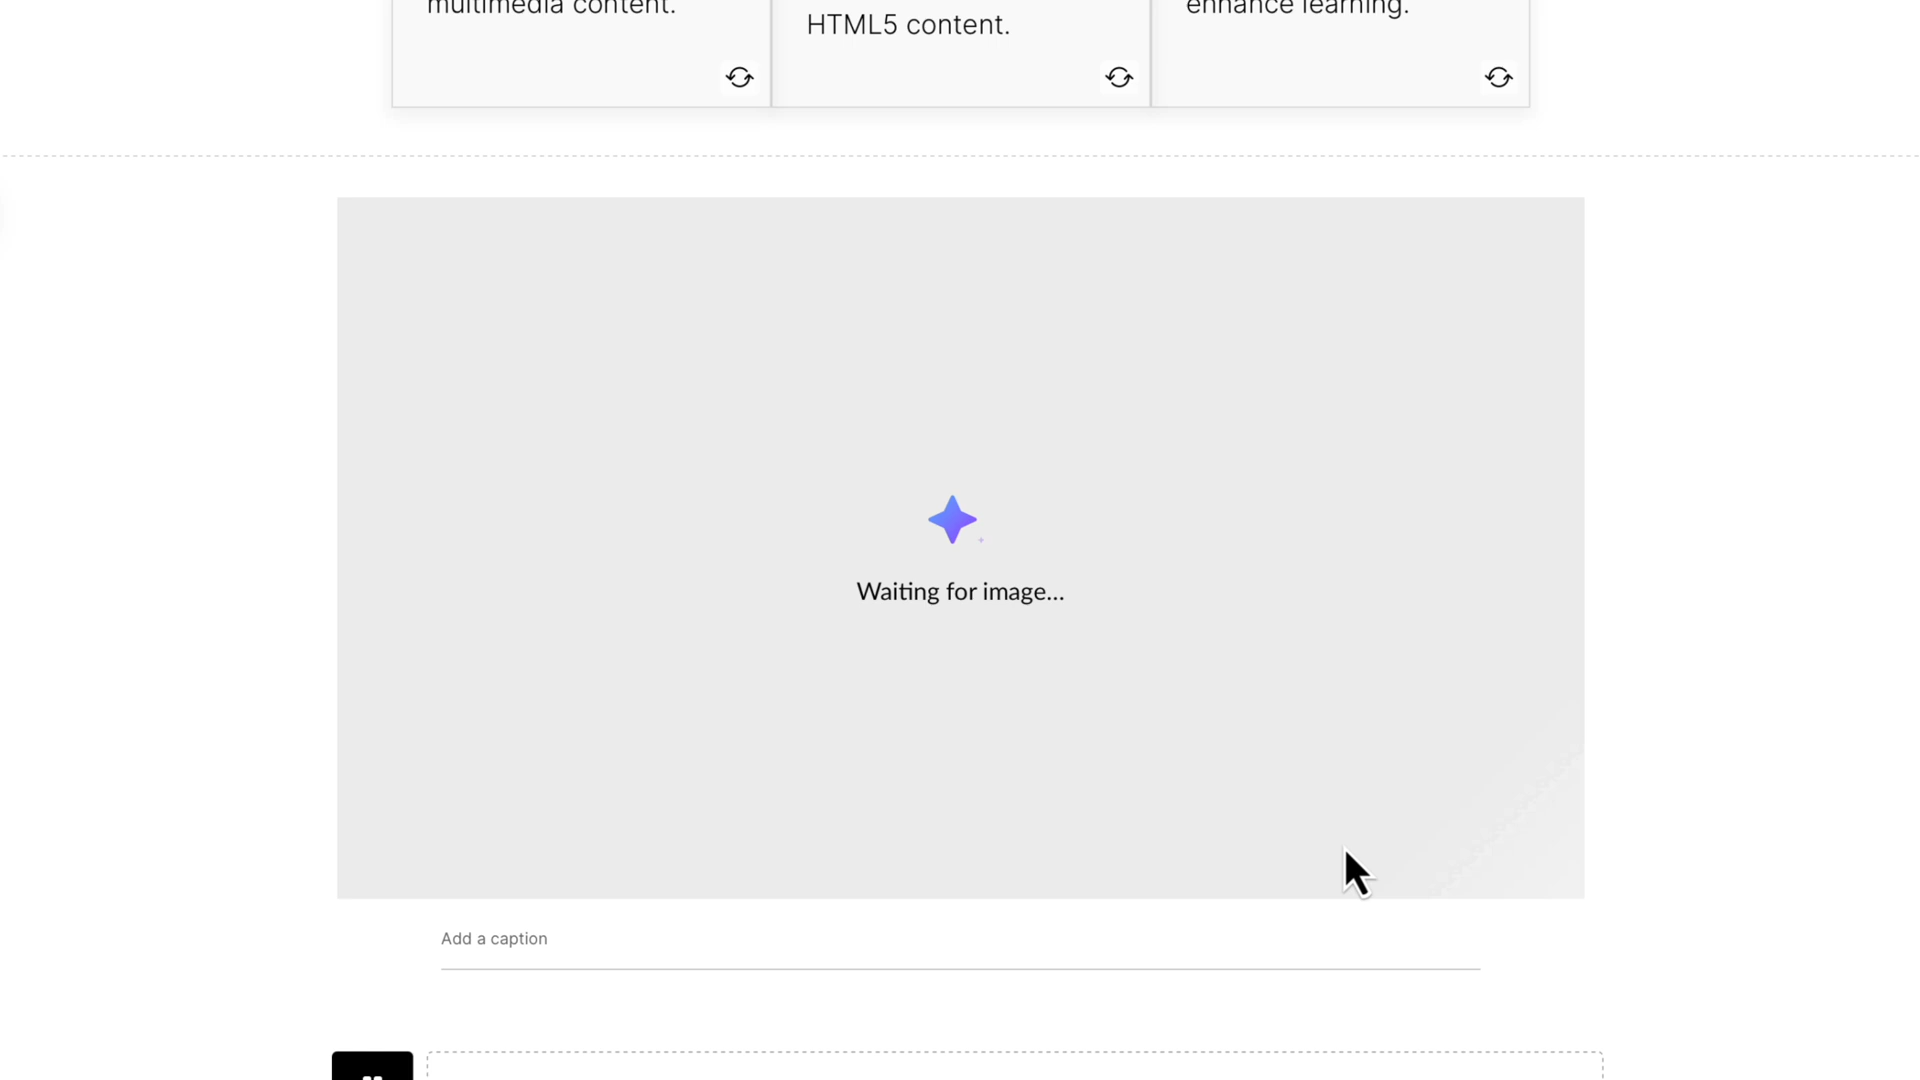 multimedia content.
HTML5 content.
enhance learning.
Waiting for image...
Add a caption